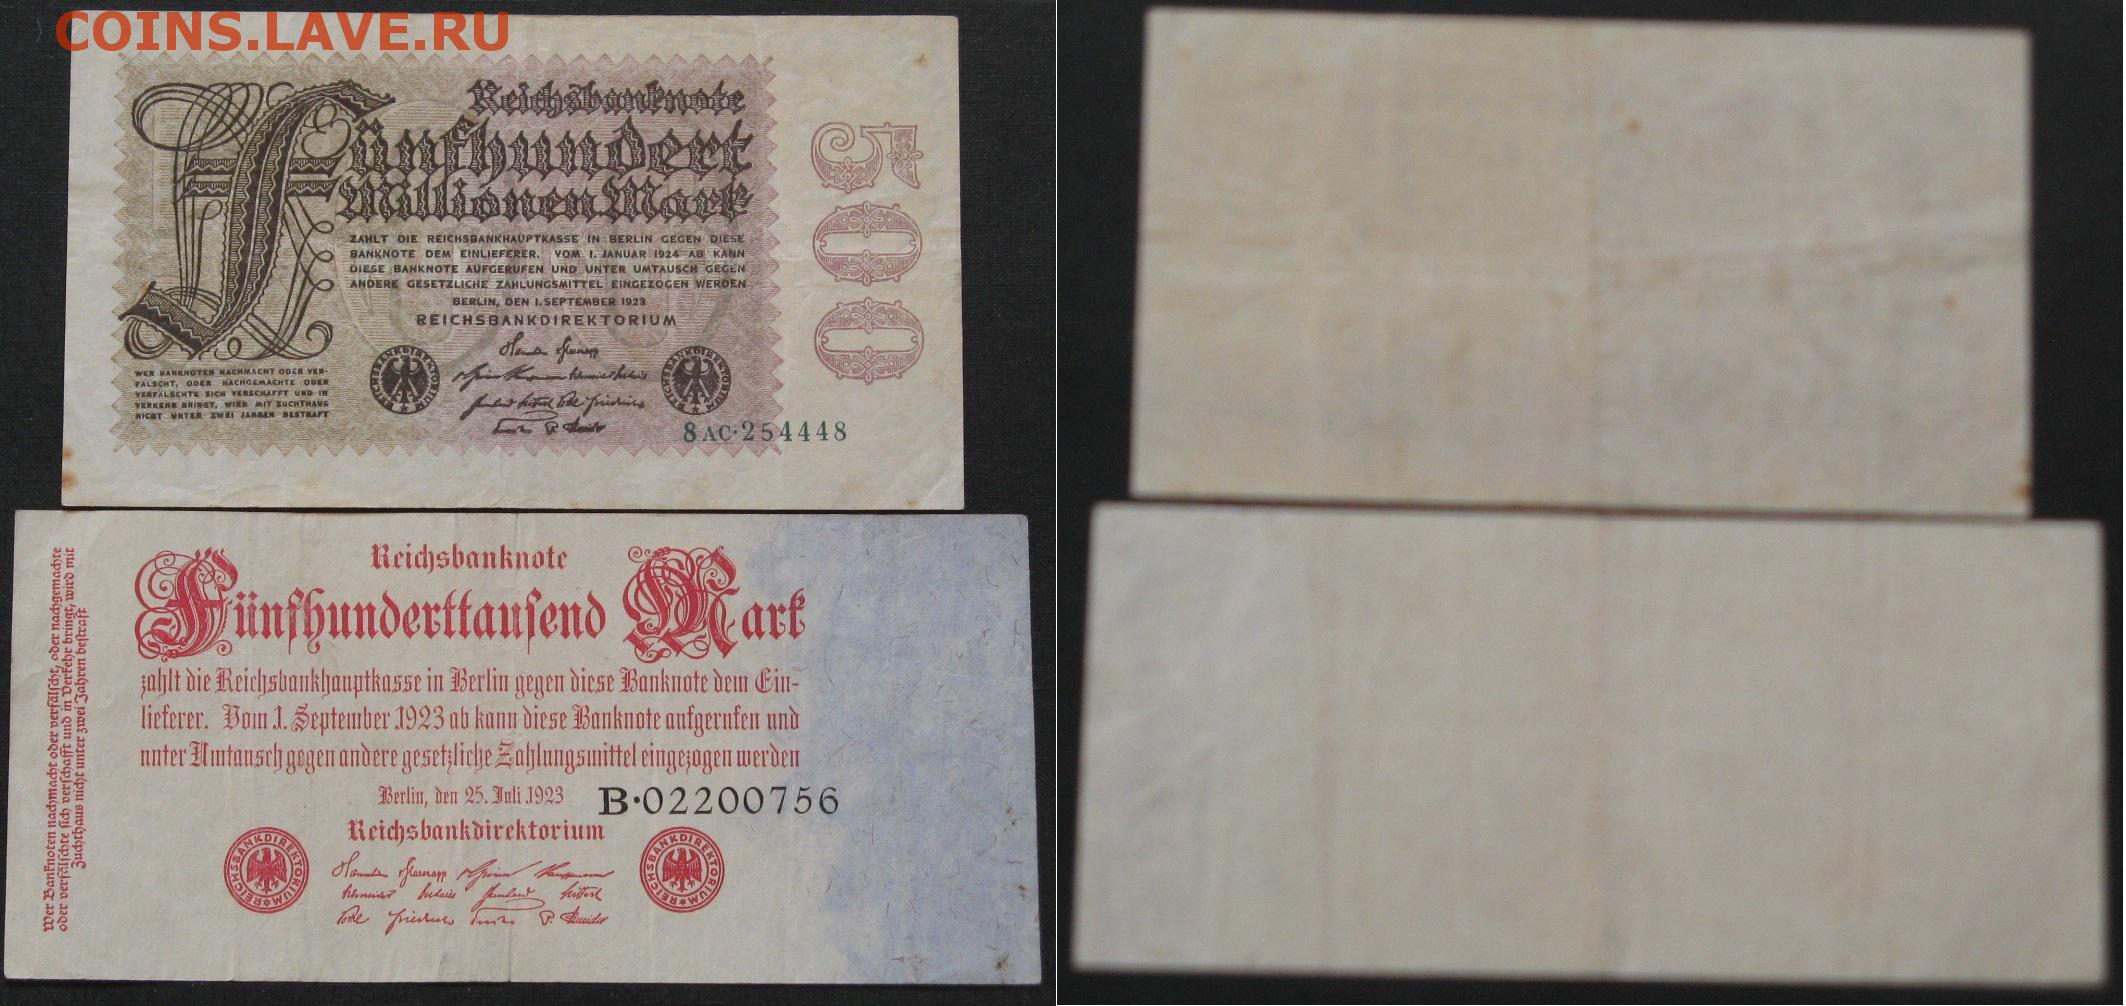 COINS.LAVE.RU
Reichsbanknote
Fünfhundert
Millionen Mark
ZAHLT DIE REICHSBANKHAUPTKASSE IN BERLIN GEGEN DIESE
BANKNOTE DEM EINLIEFERER. VOM 1. JANUAR 1924 AB KANN
DIESE BANKNOTE AUFGERUFEN UND UNTER UMTAUSCH GEGEN
ANDERE GESETZLICHE ZAHLUNGSMITTEL EINGEZOGEN WERDEN
BERLIN, DEN 1. SEPTEMBER 1923
REICHSBANKDIREKTORIUM
WER BANKNOTEN NACHMACHT ODER VER-
FÄLSCHT, ODER NACHGEMACHTE ODER
VERFÄLSCHTE SICH VERSCHAFFT UND IN
VERKEHR BRINGT, WIRD MIT ZUCHTHAUS
NICHT UNTER ZWEI JAHREN BESTRAFT
REICHSBANKDIREKTORIUM
REICHSBANKDIREKTORIUM
8AC·254448
500
Wer Banknoten nachmacht oder verfälscht, oder nachgemachte
oder verfälschte sich verschafft und in Verkehr bringt, wird mit
Zuchthaus nicht unter zwei Jahren bestraft
Reichsbanknote
Fünfhunderttausend Mark
zahlt die Reichsbankhauptkasse in Berlin gegen diese Banknote dem Ein-
lieferer. Vom 1. September 1923 ab kann diese Banknote aufgerufen und
unter Umtausch gegen andere gesetzliche Zahlungsmittel eingezogen werden
Berlin, den 25. Juli 1923
B·02200756
Reichsbankdirektorium
REICHSBANKDIREKTORIUM
REICHSBANKDIREKTORIUM